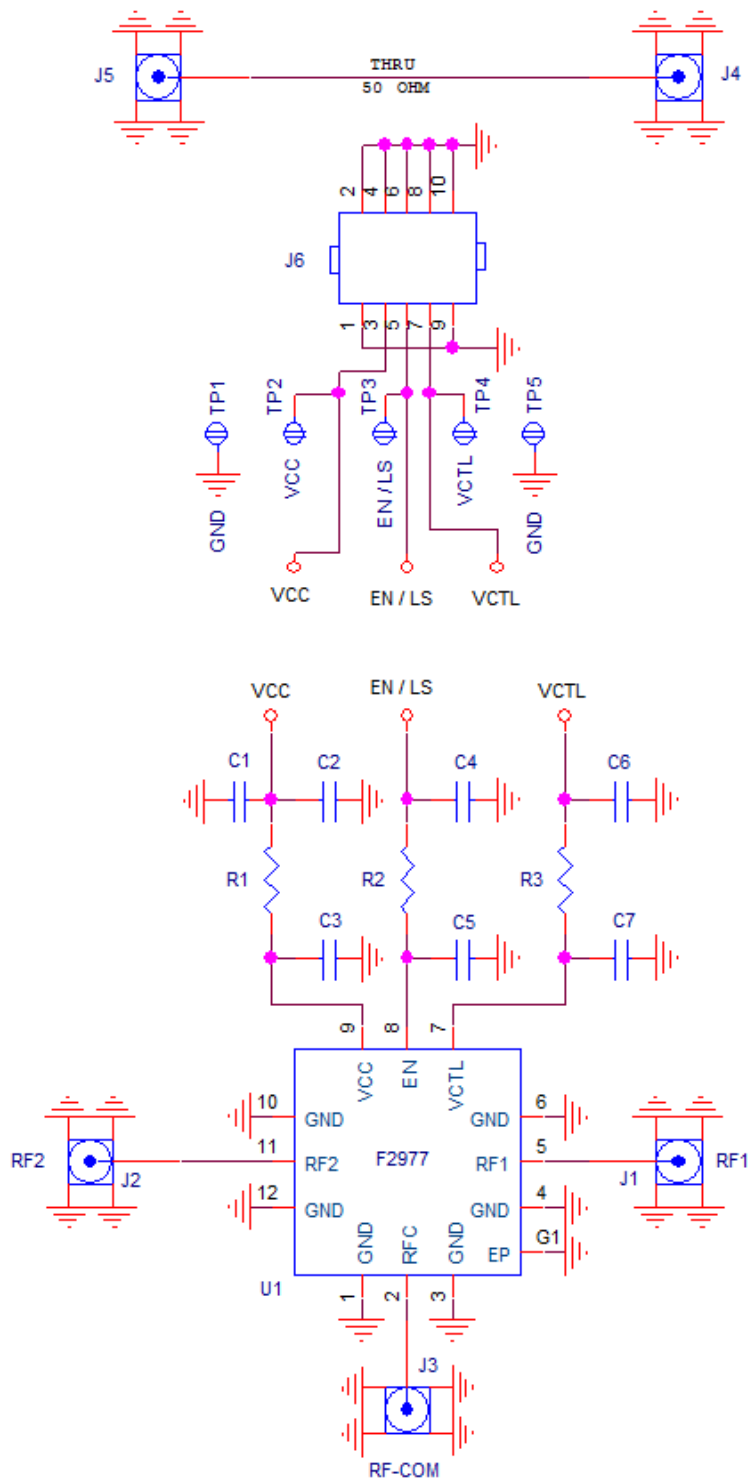 J5
THRU
50 OHM
J4
2
4
6
8
10
J6
1
3
5
7
9
TP1
GND
TP2
VCC
TP3
EN / LS
TP4
VCTL
TP5
GND
VCC
EN / LS
VCTL
VCC
EN / LS
VCTL
C1
C2
C4
C6
R1
R2
R3
C3
C5
C7
9
8
7
VCC
EN
VCTL
10
GND
GND
6
RF2
J2
11
RF2
F2977
RF1
5
J1
RF1
12
GND
GND
4
EP
G1
GND
RFC
GND
U1
1
2
3
J3
RF-COM